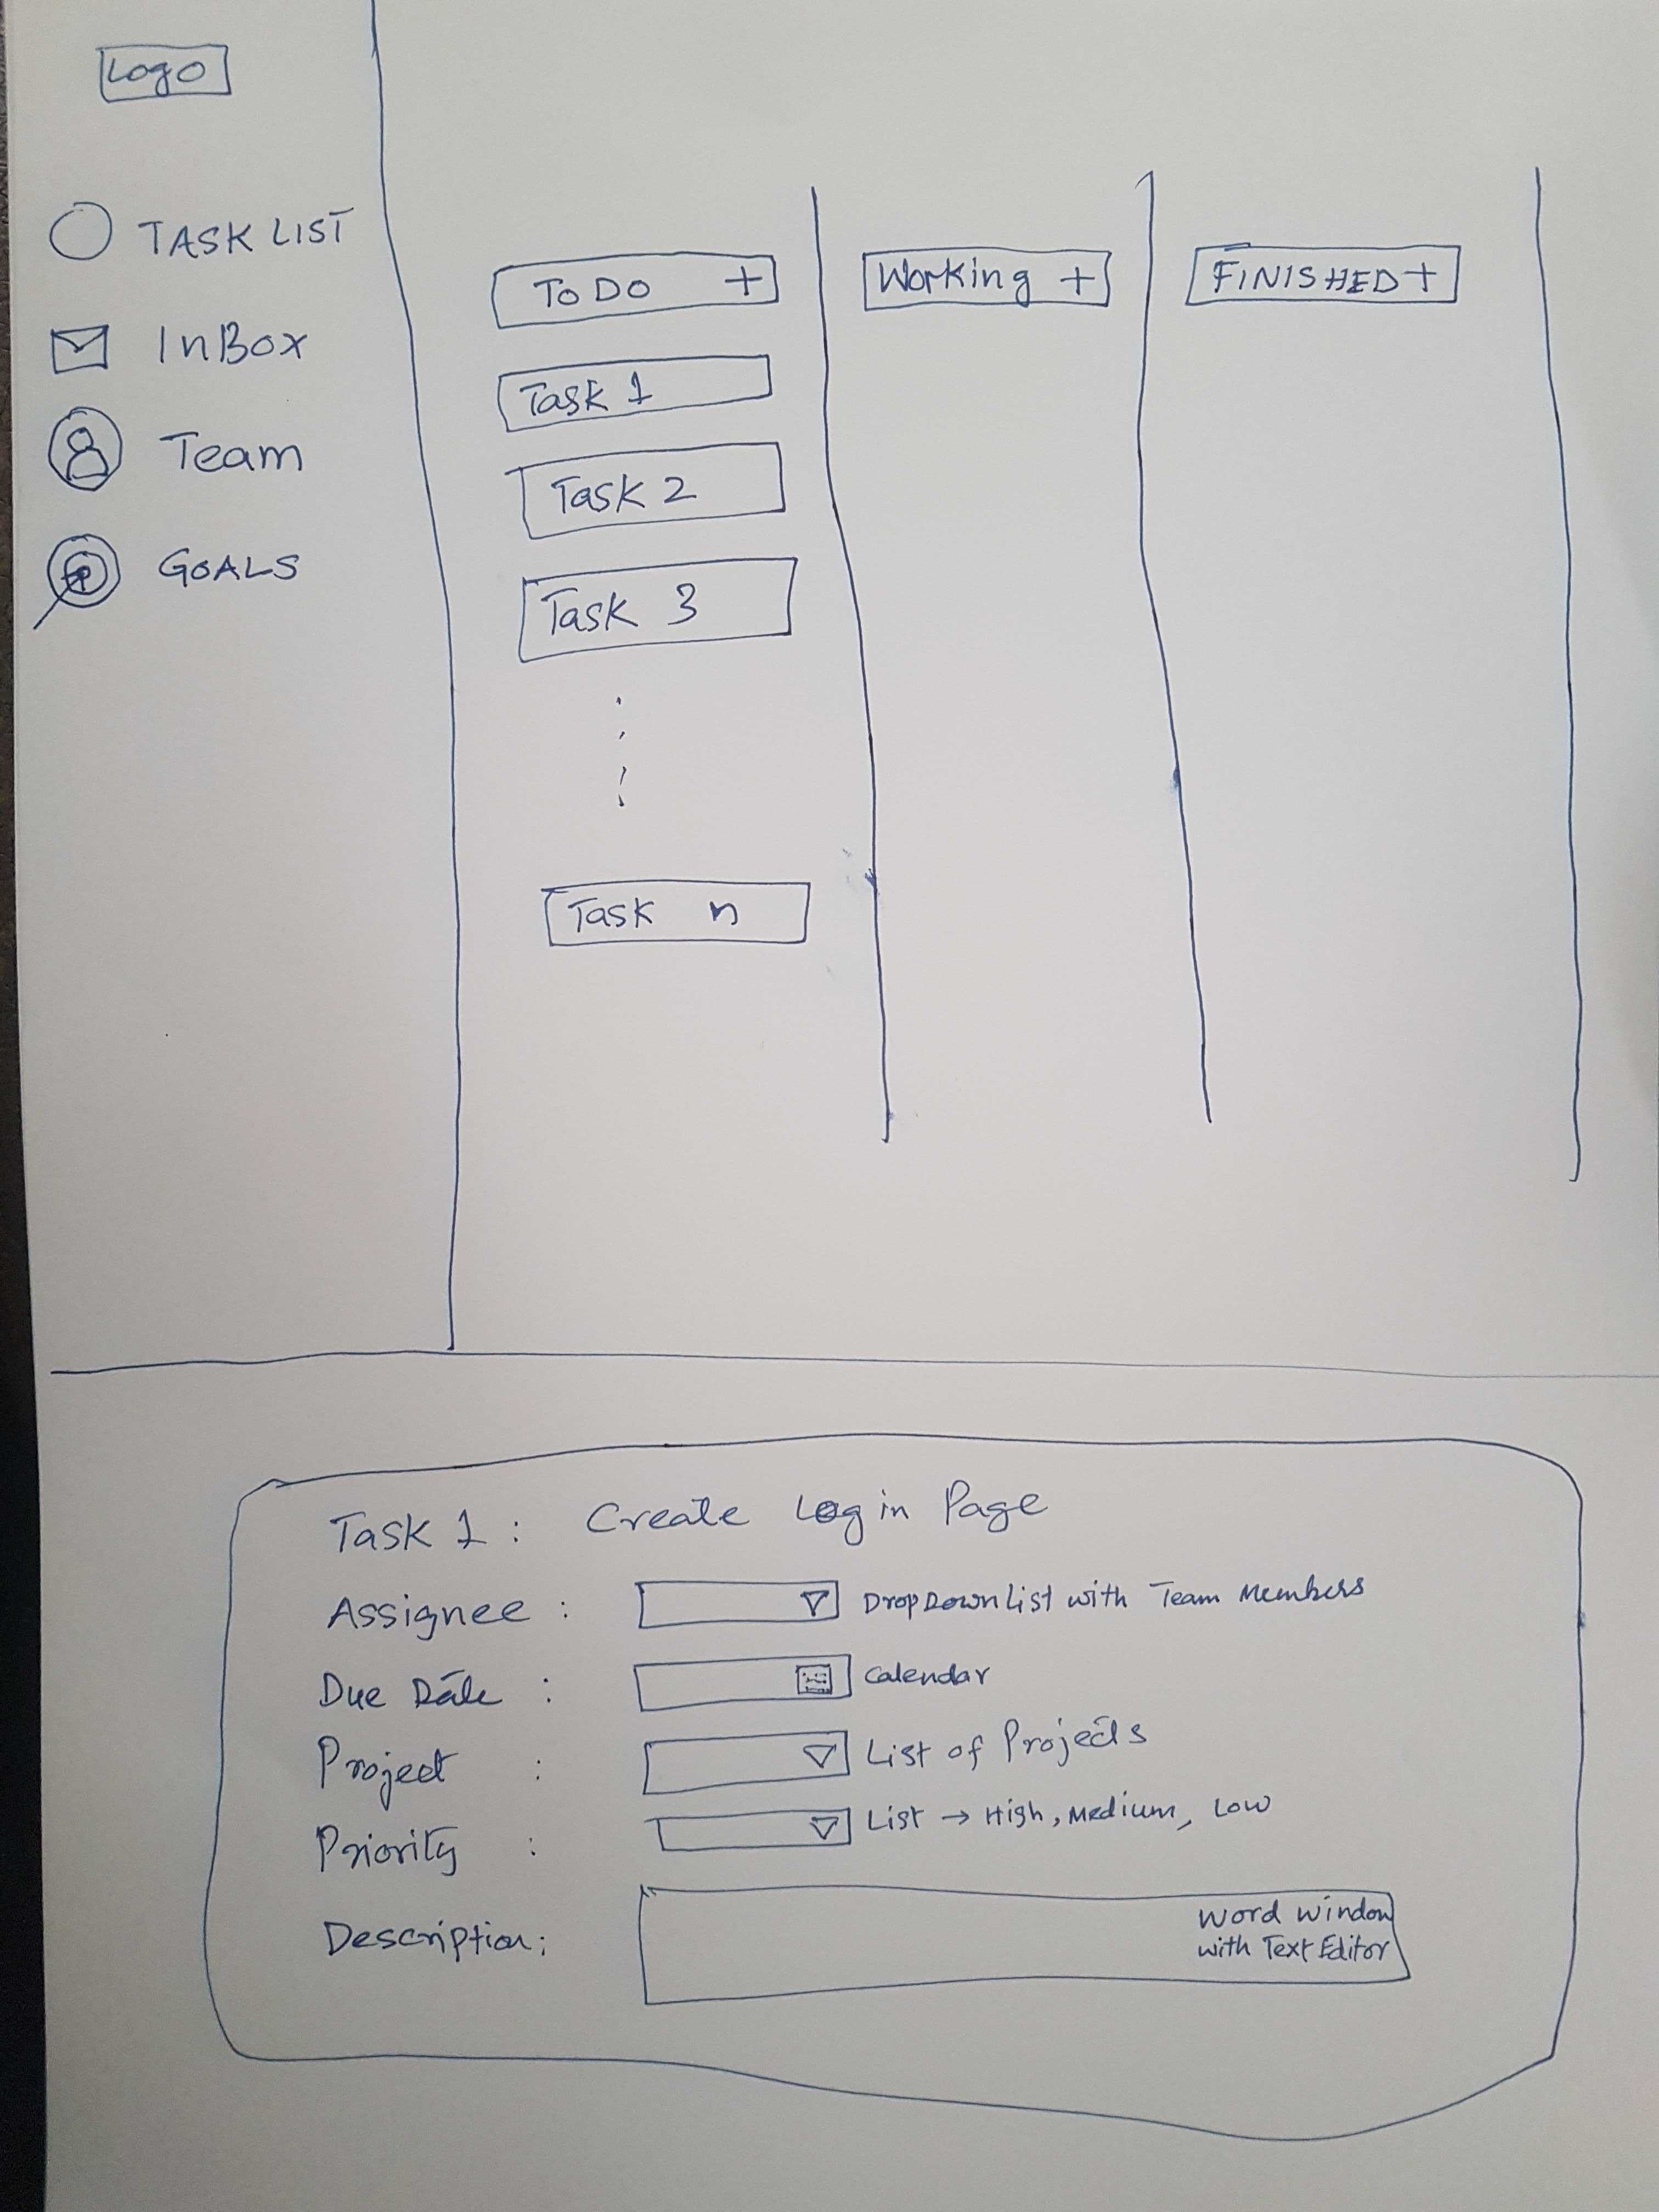 Logo
TASK LIST
InBox
Team
GOALS
To Do +
Working +
FINISHED +
Task 1
Task 2
Task 3
Task n
Task 1 : Create Login Page
Assignee : DropDown List with Team Members
Due Date : Calendar
Project : List of Projects
Priority : List → High, Medium, Low
Description: Word Window
with Text Editor